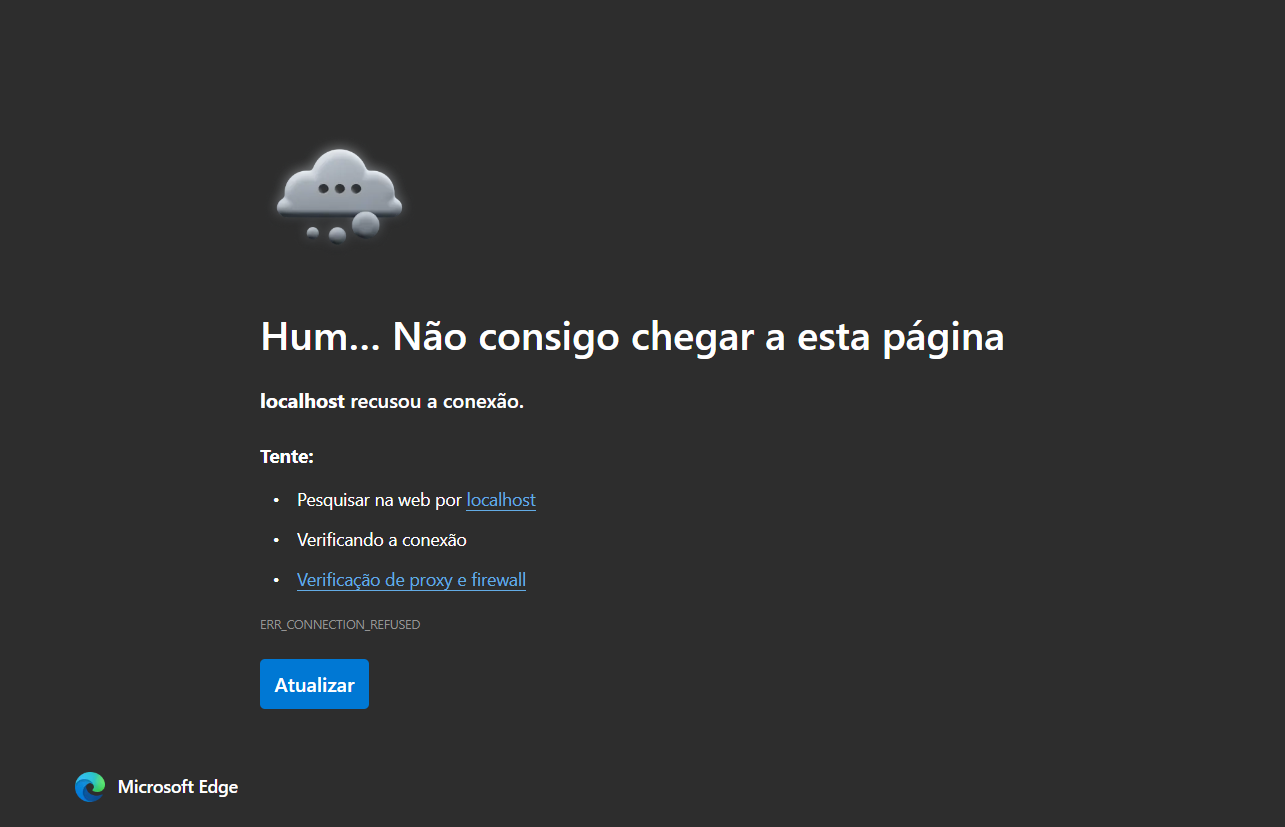 Hum... Não consigo chegar a esta página
localhost recusou a conexão.
Tente:
• Pesquisar na web por localhost
• Verificando a conexão
• Verificação de proxy e firewall
ERR_CONNECTION_REFUSED
Atualizar
Microsoft Edge